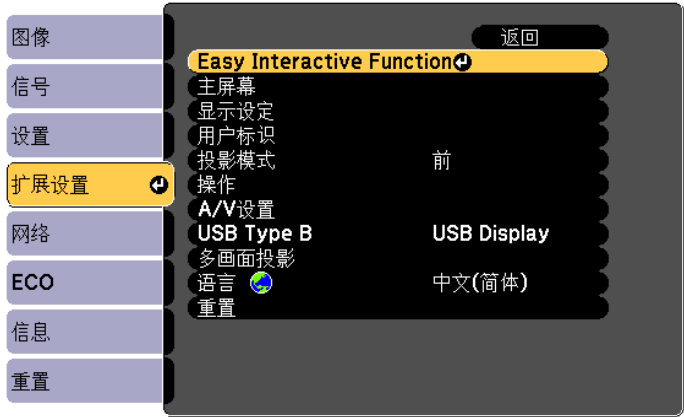 图像
信号
设置
扩展设置
网络
ECO
信息
重置
返回
Easy Interactive Function
主屏幕
显示设定
用户标识
投影模式 前
操作
A/V设置
USB Type B USB Display
多画面投影
语言 中文(简体)
重置